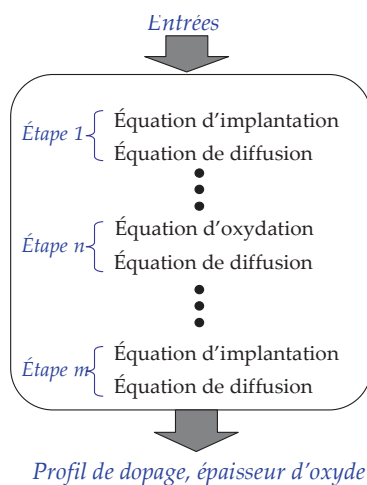 Entrées
Étape 1
Équation d'implantation
Équation de diffusion
Étape n
Équation d'oxydation
Équation de diffusion
Étape m
Équation d'implantation
Équation de diffusion
Profil de dopage, épaisseur d'oxyde